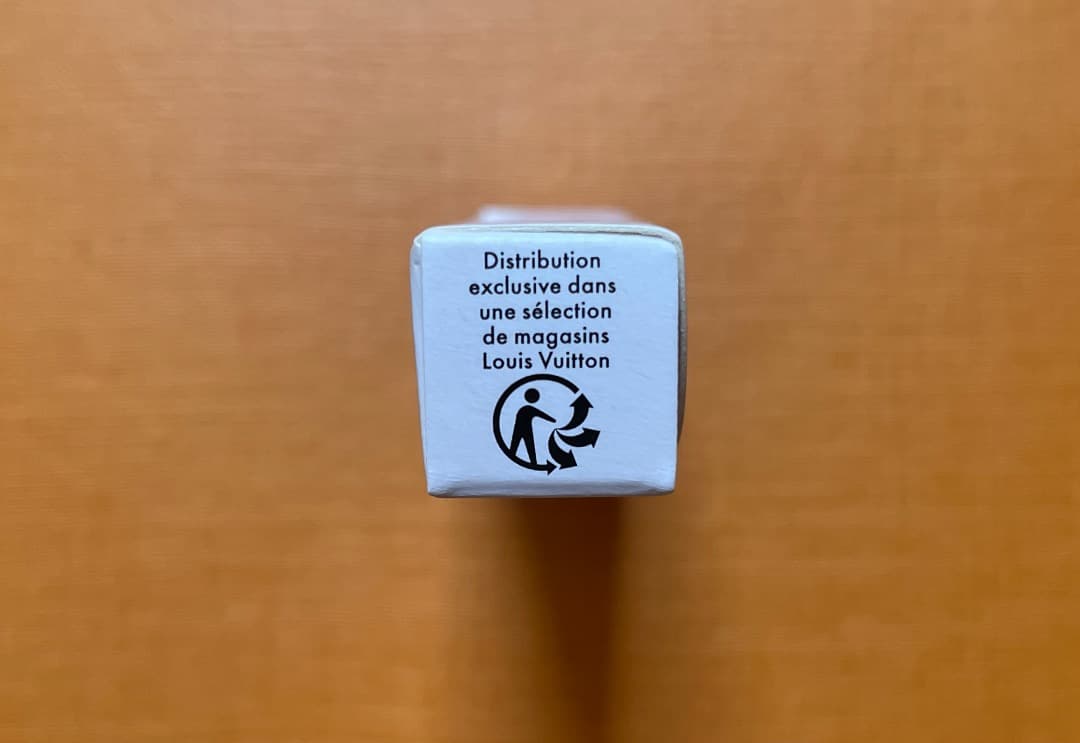 Distribution
exclusive dans
une sélection
de magasins
Louis Vuitton